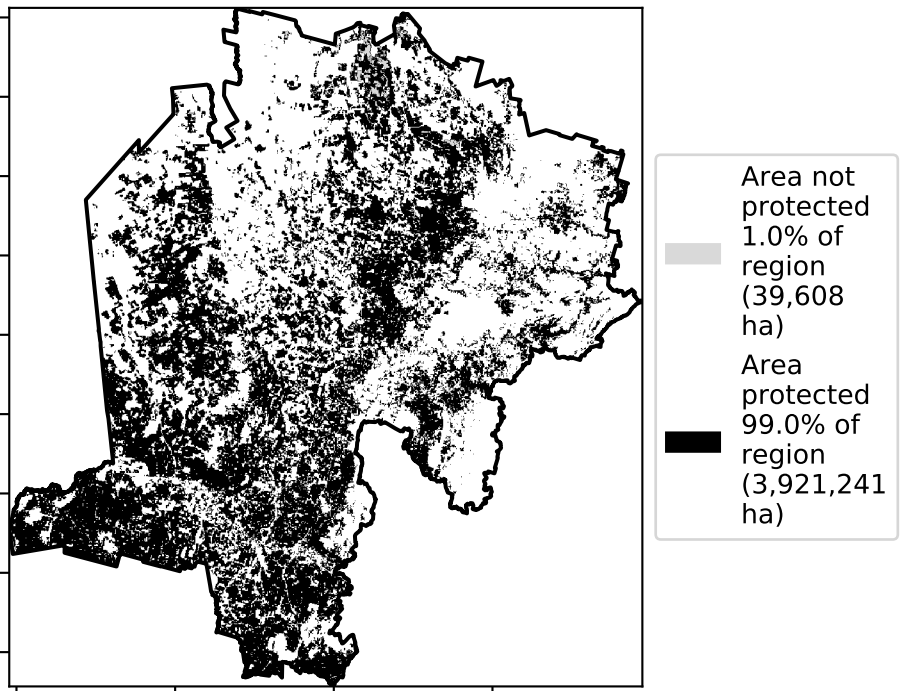 Area not
protected
1.0% of
region
(39,608
ha)
Area
protected
99.0% of
region
(3,921,241
ha)